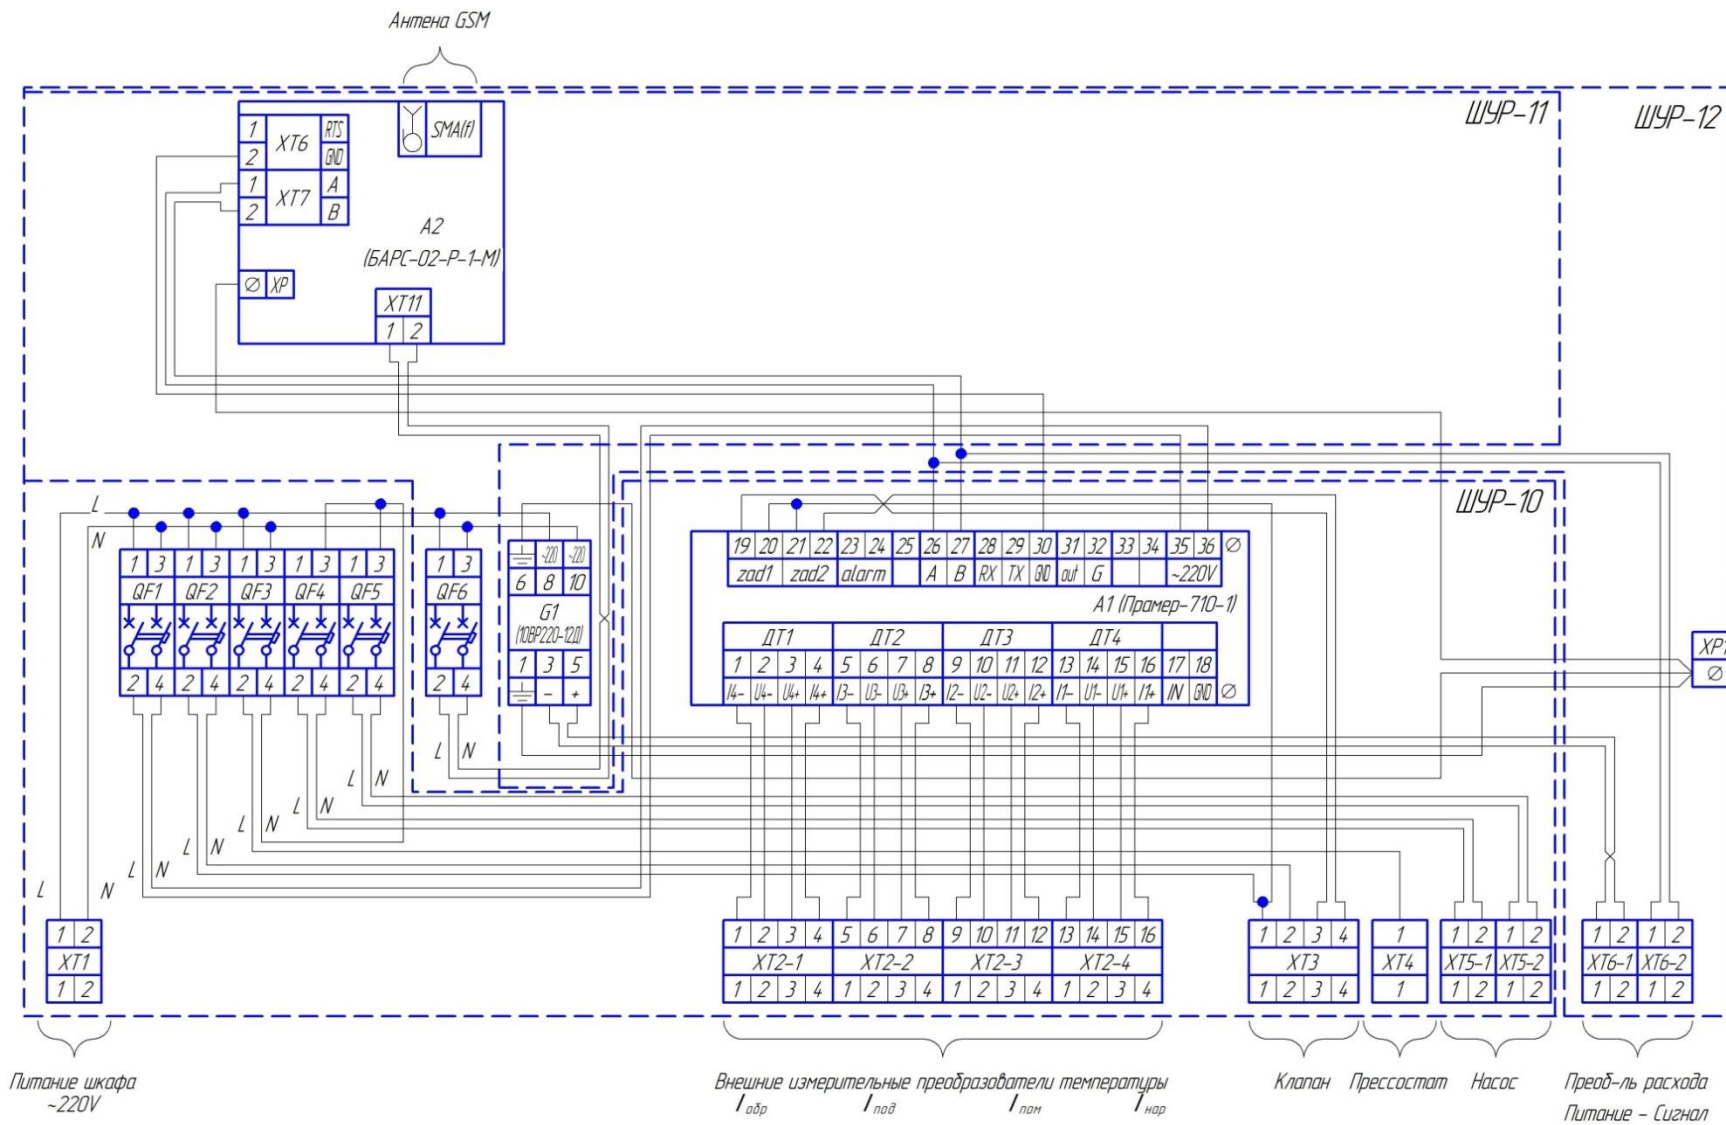 Антена GSM
ШУР-11
ШУР-12
1 XT6 RTS
2 GND
SMA(f)
1 XT7 A
2 B
A2
(БАРС-02-Р-1-М)
∅ XP
XT11
1 2
ШУР-10
L
N
1 3 1 3 1 3 1 3 1 3
QF1 QF2 QF3 QF4 QF5
2 4 2 4 2 4 2 4 2 4
1 3
QF6
2 4
~220 ~220
6 8 10
G1
(10ВР220-12Д)
1 3 5
- +
19 20 21 22 23 24 25 26 27 28 29 30 31 32 33 34 35 36 ∅
zad1 zad2 alarm A B RX TX GND out G ~220V
A1 (Прамер-710-1)
ДТ1 ДТ2 ДТ3 ДТ4
1 2 3 4 5 6 7 8 9 10 11 12 13 14 15 16 17 18
I4- U4- U4+ I4+ I3- U3- U3+ I3+ I2- U2- U2+ I2+ I1- U1- U1+ I1+ IN GND ∅
XP1
∅
L N
L N
L N
L N
L N
L N
L N
1 2
XT1
1 2
1 2 3 4 5 6 7 8 9 10 11 12 13 14 15 16
XT2-1 XT2-2 XT2-3 XT2-4
1 2 3 4 1 2 3 4 1 2 3 4 1 2 3 4
1 2 3 4
XT3
1 2 3 4
1
XT4
1
1 2 1 2
XT5-1 XT5-2
1 2 1 2
1 2 1 2
XT6-1 XT6-2
1 2 1 2
Питание шкафа
~220V
Внешние измерительные преобразователи температуры
обр под пом нар
Клапан
Прессостат
Насос
Преоб-ль расхода
Питание - Сигнал